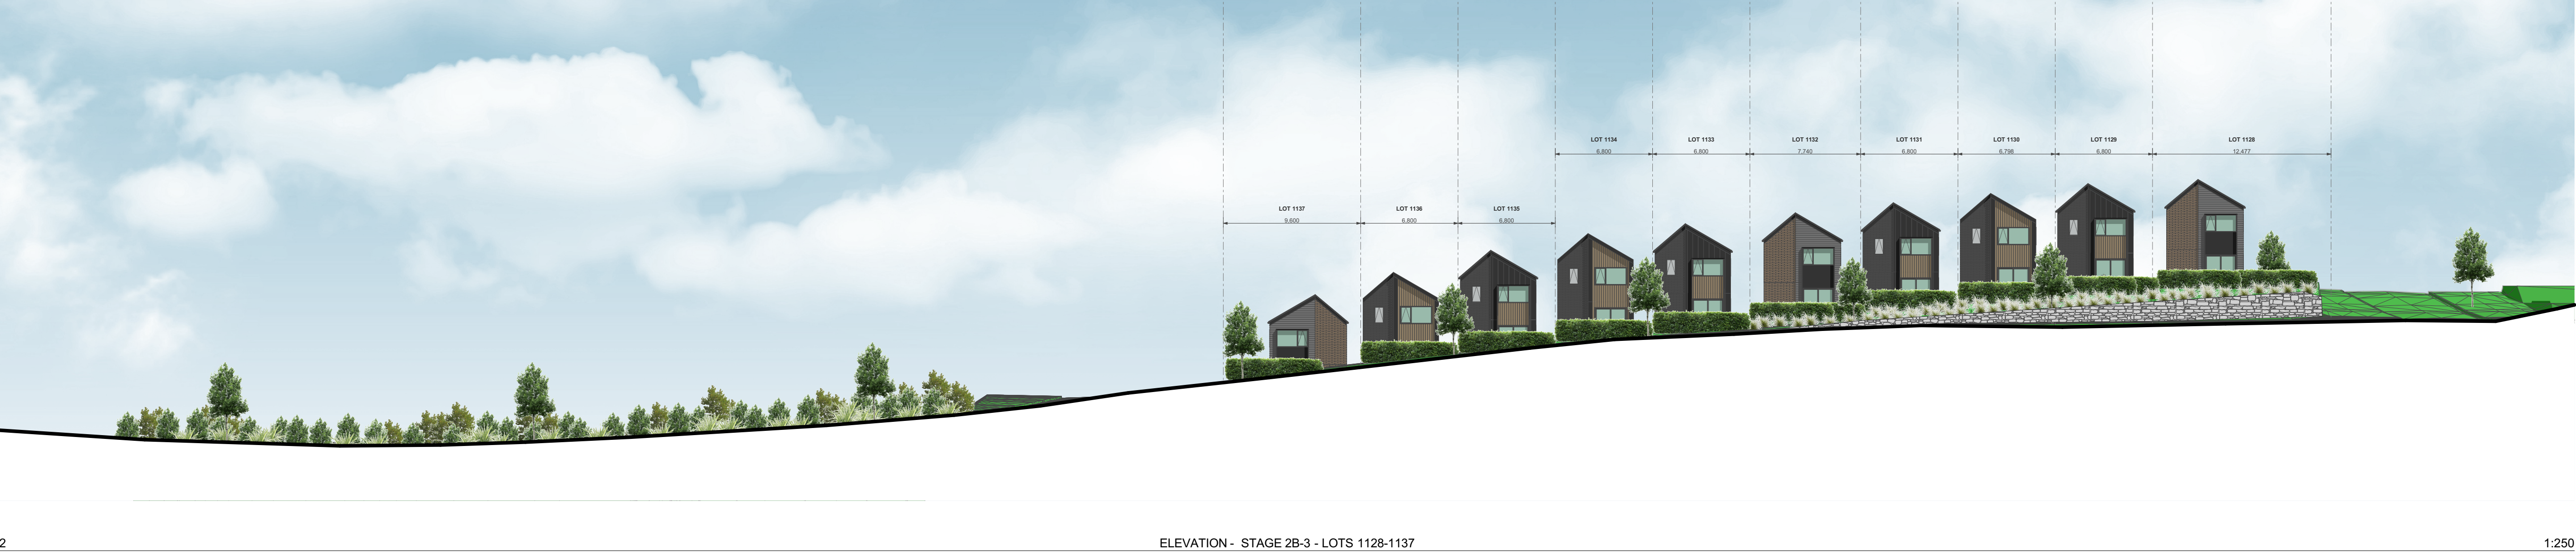 LOT 1134 LOT 1133 LOT 1132 LOT 1131 LOT 1130 LOT 1129 LOT 1128
6,800 6,800 7,740 6,800 6,798 6,800 12,477
LOT 1137 LOT 1136 LOT 1135
9,600 6,800 6,800
2 ELEVATION - STAGE 2B-3 - LOTS 1128-1137 1:250